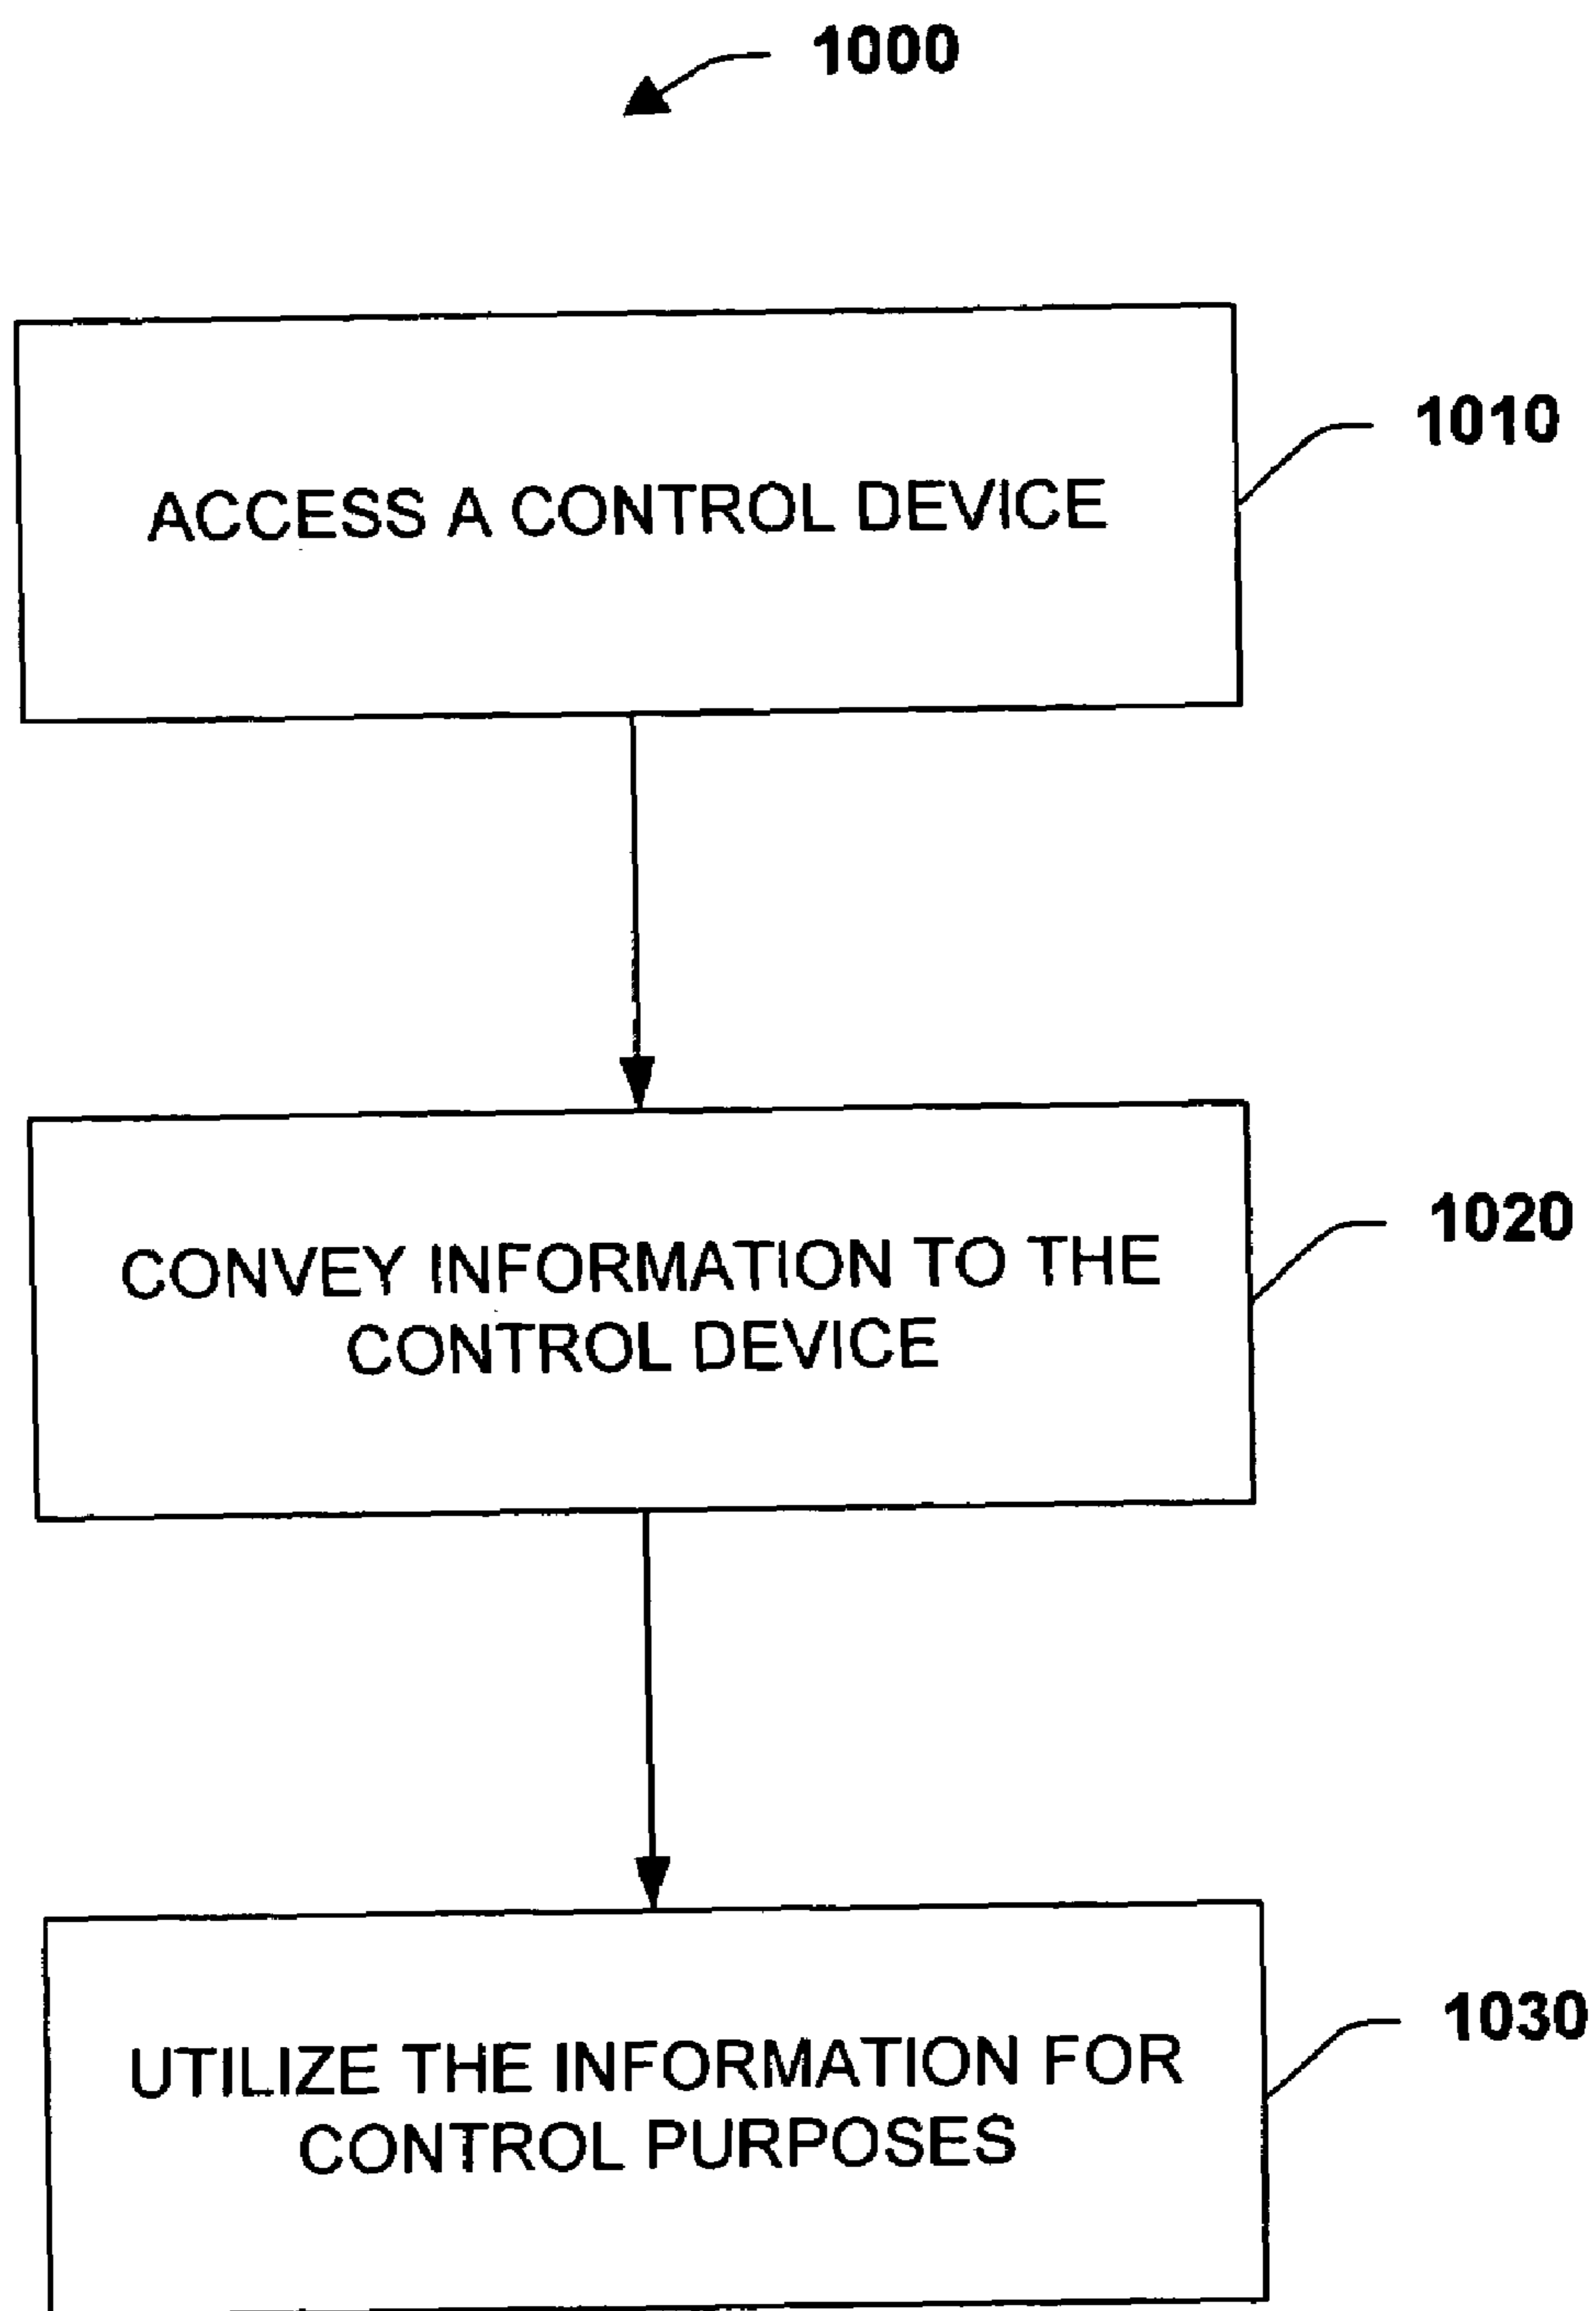 1000
1010
ACCESS A CONTROL DEVICE
1020
CONVEY INFORMATION TO THE
CONTROL DEVICE
1030
UTILIZE THE INFORMATION FOR
CONTROL PURPOSES